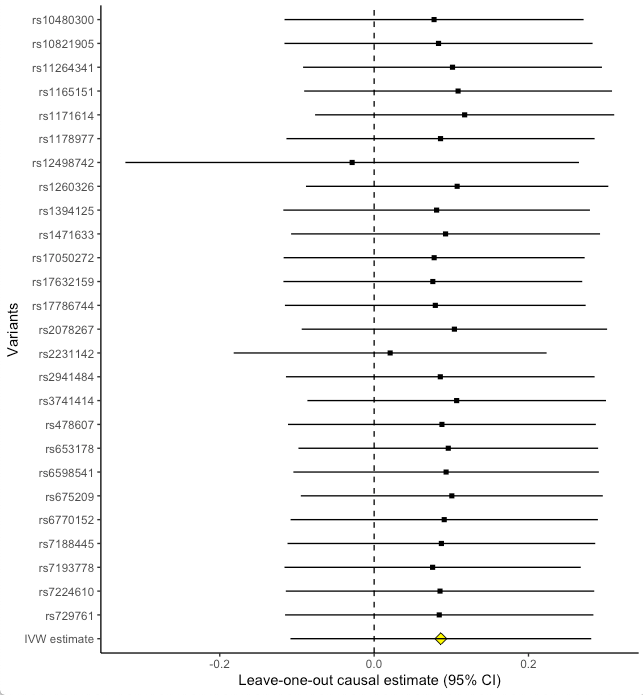 rs10480300
rs10821905
rs11264341
rs1165151
rs1171614
rs1178977
rs12498742
rs1260326
rs1394125
rs1471633
rs17050272
rs17632159
rs17786744
rs2078267
rs2231142
rs2941484
rs3741414
rs478607
rs653178
rs6598541
rs675209
rs6770152
rs7188445
rs7193778
rs7224610
rs729761
IVW estimate
Variants
-0.2 0.0 0.2
Leave-one-out causal estimate (95% CI)